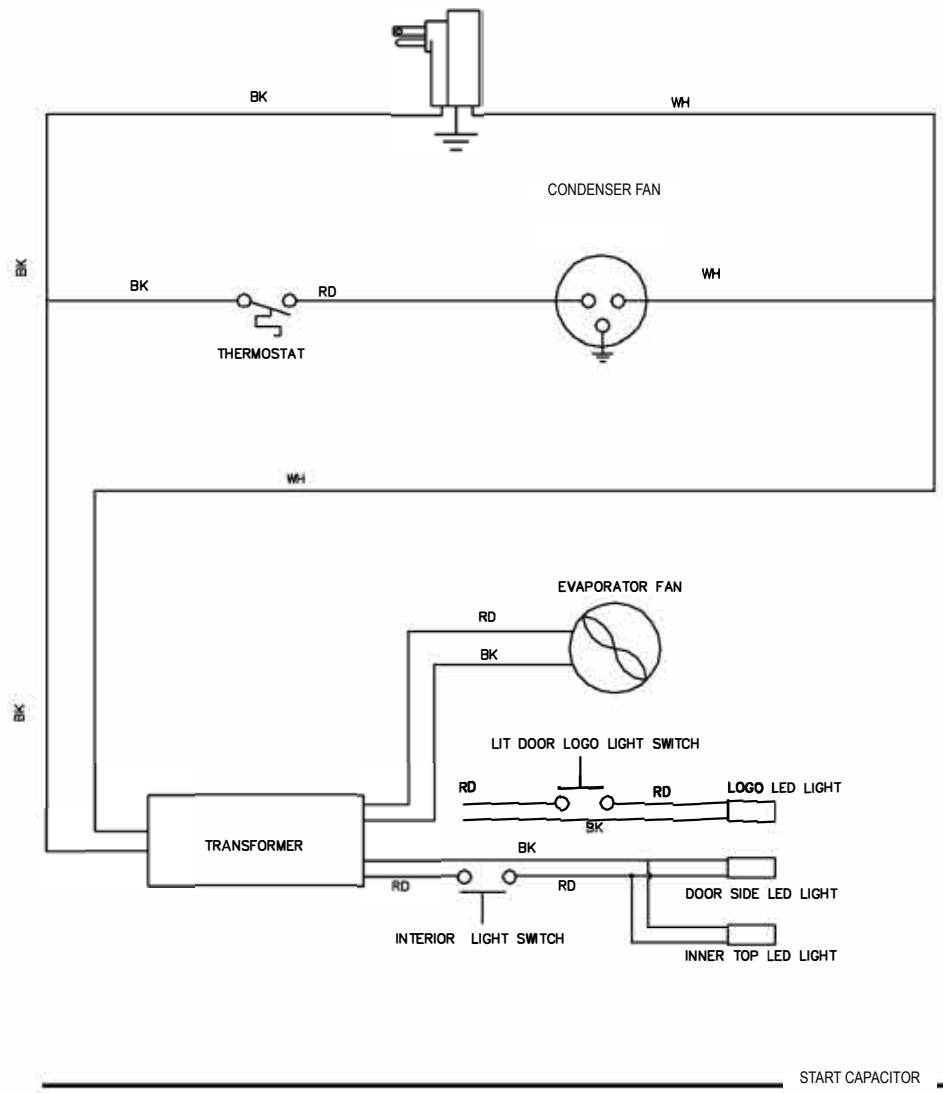 BK
WH
CONDENSER FAN
BK
BK
RD
WH
THERMOSTAT
WH
EVAPORATOR FAN
RD
BK
BK
LIT DOOR LOGO LIGHT SWITCH
RD
RD
LOGO LED LIGHT
BK
TRANSFORMER
BK
RD
RD
DOOR SIDE LED LIGHT
INTERIOR LIGHT SWITCH
INNER TOP LED LIGHT
START CAPACITOR